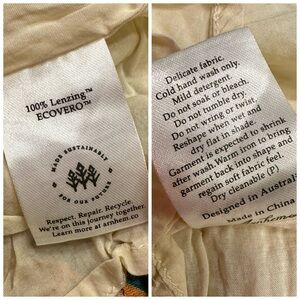 100% Lenzing™
ECOVERO™
MADE SUSTAINABLY
FOR OUR FUTURE
Respect. Repair. Recycle.
We're on this journey together.
Learn more at arnhem.co
Delicate fabric.
Cold hand wash only.
Mild detergent.
Do not soak or bleach.
Do not tumble dry.
Do not wring or twist.
Reshape when wet and
dry flat in shade.
Garment is expected to shrink
after wash. Warm iron to bring
garment back into shape and
regain soft fabric feel.
Dry cleanable (P)
Designed in Austral
Made in China